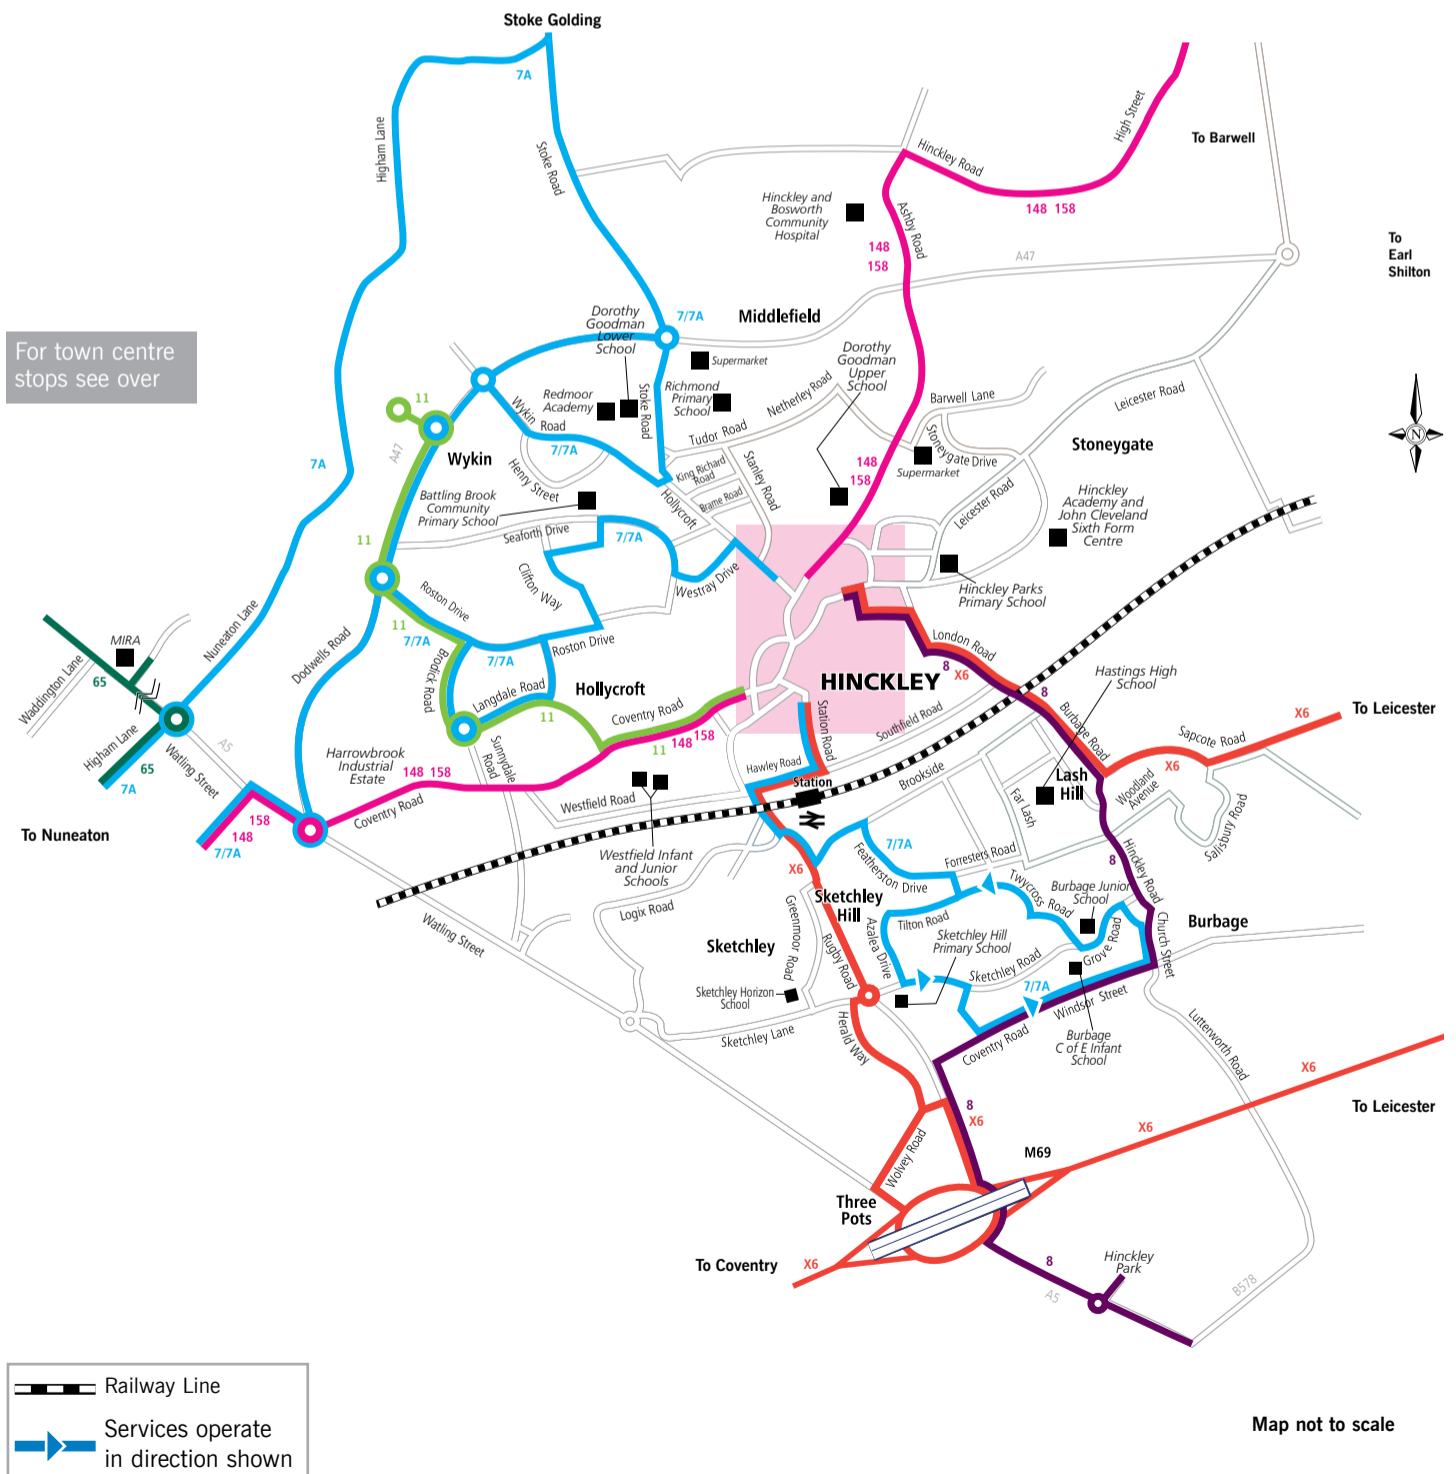 Stoke Golding
7A
Higham Lane
Stoke Road
High Street
To Barwell
Hinckley Road
148 158
Hinckley and
Bosworth
Community
Hospital
Ashby Road
148
158
A47
To
Earl
Shilton
For town centre
stops see over
Middlefield
7/7A
Dorothy
Goodman
Lower
School
Supermarket
Dorothy
Goodman
Upper
School
Redmoor
Academy
Richmond
Primary
School
Stoke Road
Netherley Road
Barwell Lane
Leicester Road
11
Wykin
Road
7/7A
Tudor Road
Stoneygate Drive
Stoneygate
A47
Wykin
7A
Henry Street
King Richard
Road
Brame Road
Stanley Road
Hollycroft
148
158
Supermarket
Leicester Road
Battling Brook
Community
Primary School
Hinckley
Academy and
John Cleveland
Sixth Form
Centre
Seaforth Drive
7/7A
11
Clifton Way
Westray Drive
Hinckley Parks
Primary School
Roston Drive
11
7/7A
7/7A
Roston Drive
Nuneaton Lane
Dodwells Road
Brodick Road
Langdale Road
Hollycroft
London Road
8
X6
MIRA
65
Waddington Lane
HINCKLEY
Hastings High
School
8
Burbage Road
Coventry Road
11
11
148 158
Station Road
Southfield Road
Sapcote Road
X6
To Leicester
X6
Higham Lane
65
7A
A5
Watling Street
Harrowbrook
Industrial
Estate
148 158
Sunnydale
Road
Hawley Road
Station
Brookside
Lash
Hill
Woodland
Avenue
Far Lash
Salisbury Road
Coventry Road
Westfield Road
To Nuneaton
158
148
7/7A
Westfield Infant
and Junior
Schools
X6
7/7A
Featherston Drive
Forresters Road
8
Hinckley Road
Watling Street
Logix Road
Sketchley
Hill
Twycross Road
Burbage Junior
School
Tilton Road
Azalea Drive
Greenmoor Road
Rugby Road
Sketchley
Sketchley Hill
Primary School
Sketchley Road
Grove Road
Church Street
Burbage
Sketchley Horizon
School
7/7A
Windsor Street
Sketchley Lane
Herald Way
Coventry Road
Burbage
C of E Infant
School
Lutterworth Road
X6
To Leicester
8
X6
X6
Wolvey Road
M69
Three
Pots
To Coventry
X6
8
Hinckley
Park
A5
B578
Railway Line
Services operate
in direction shown
Map not to scale
N